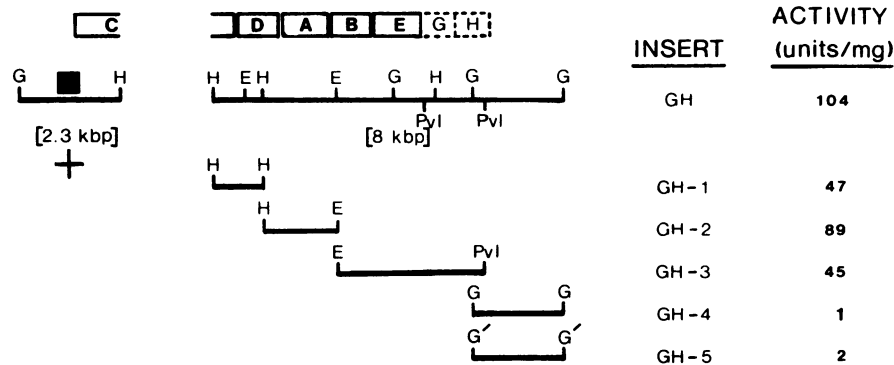 C D A B E G H
ACTIVITY
INSERT (units/mg)
G H H E H E G H G G
GH 104
PvI PvI
[2.3 kbp] [8 kbp]
H H
GH-1 47
H E
GH-2 89
E PvI
GH-3 45
G G
GH-4 1
G′ G′
GH-5 2